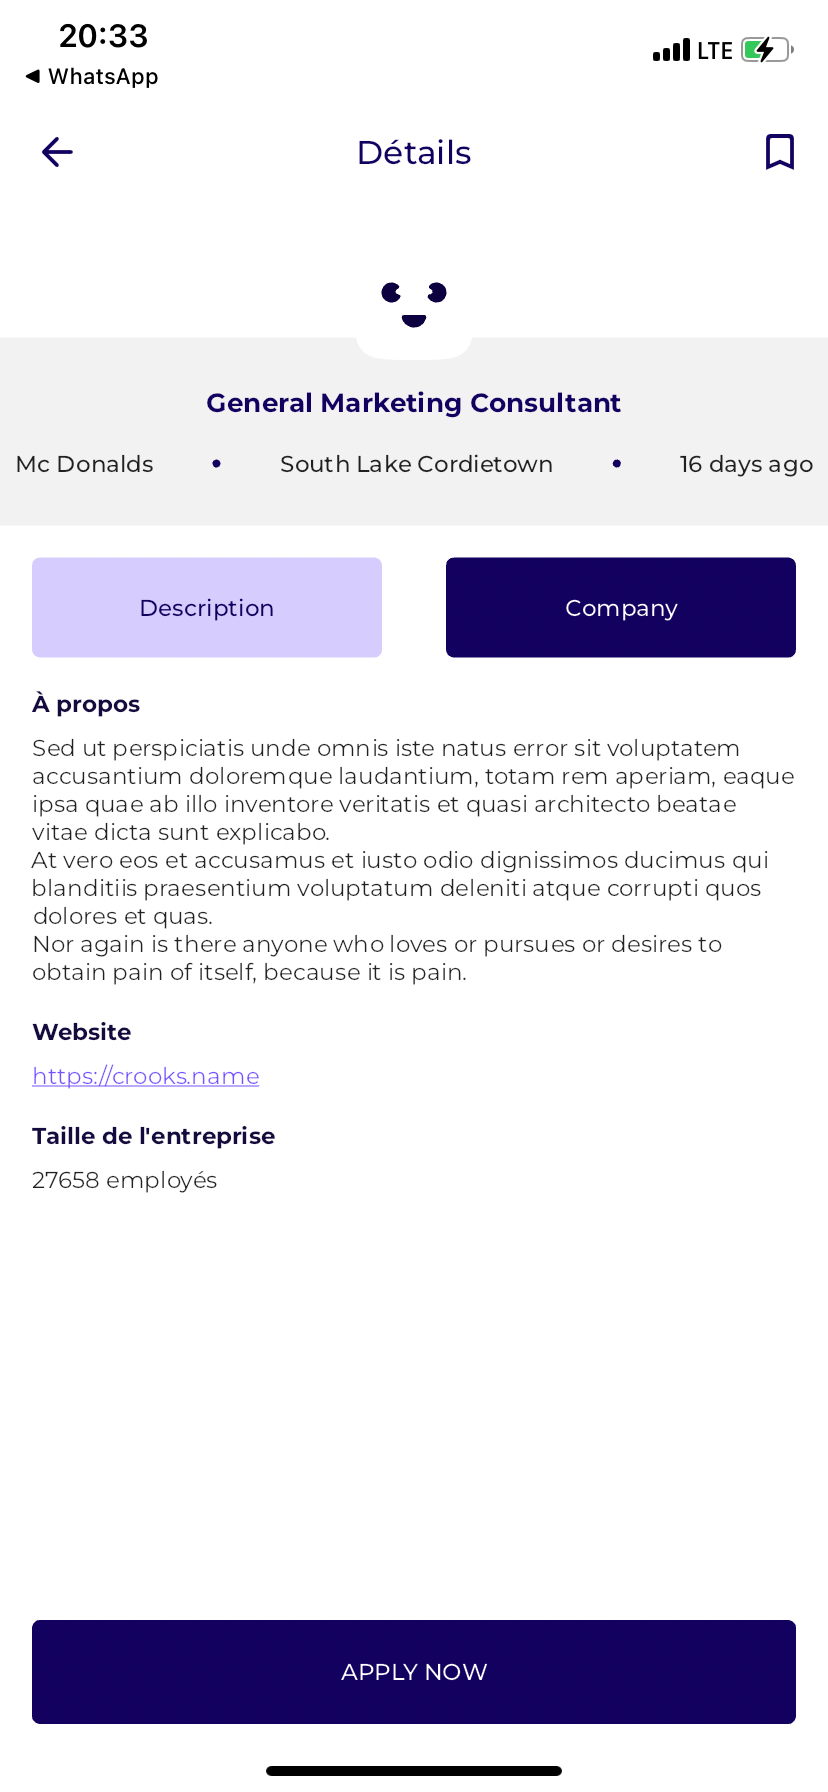 20:33
LTE
◀ WhatsApp
Détails
General Marketing Consultant
Mc Donalds • South Lake Cordietown • 16 days ago
Description
Company
À propos
Sed ut perspiciatis unde omnis iste natus error sit voluptatem
accusantium doloremque laudantium, totam rem aperiam, eaque
ipsa quae ab illo inventore veritatis et quasi architecto beatae
vitae dicta sunt explicabo.
At vero eos et accusamus et iusto odio dignissimos ducimus qui
blanditiis praesentium voluptatum deleniti atque corrupti quos
dolores et quas.
Nor again is there anyone who loves or pursues or desires to
obtain pain of itself, because it is pain.
Website
https://crooks.name
Taille de l'entreprise
27658 employés
APPLY NOW